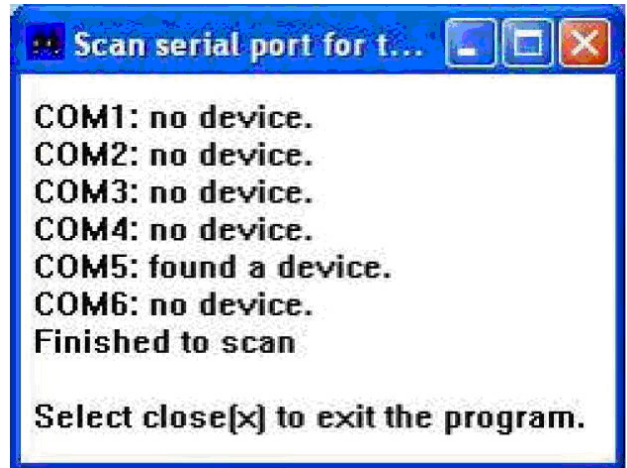 Scan serial port for t...
COM1: no device.
COM2: no device.
COM3: no device.
COM4: no device.
COM5: found a device.
COM6: no device.
Finished to scan
Select close(x) to exit the program.